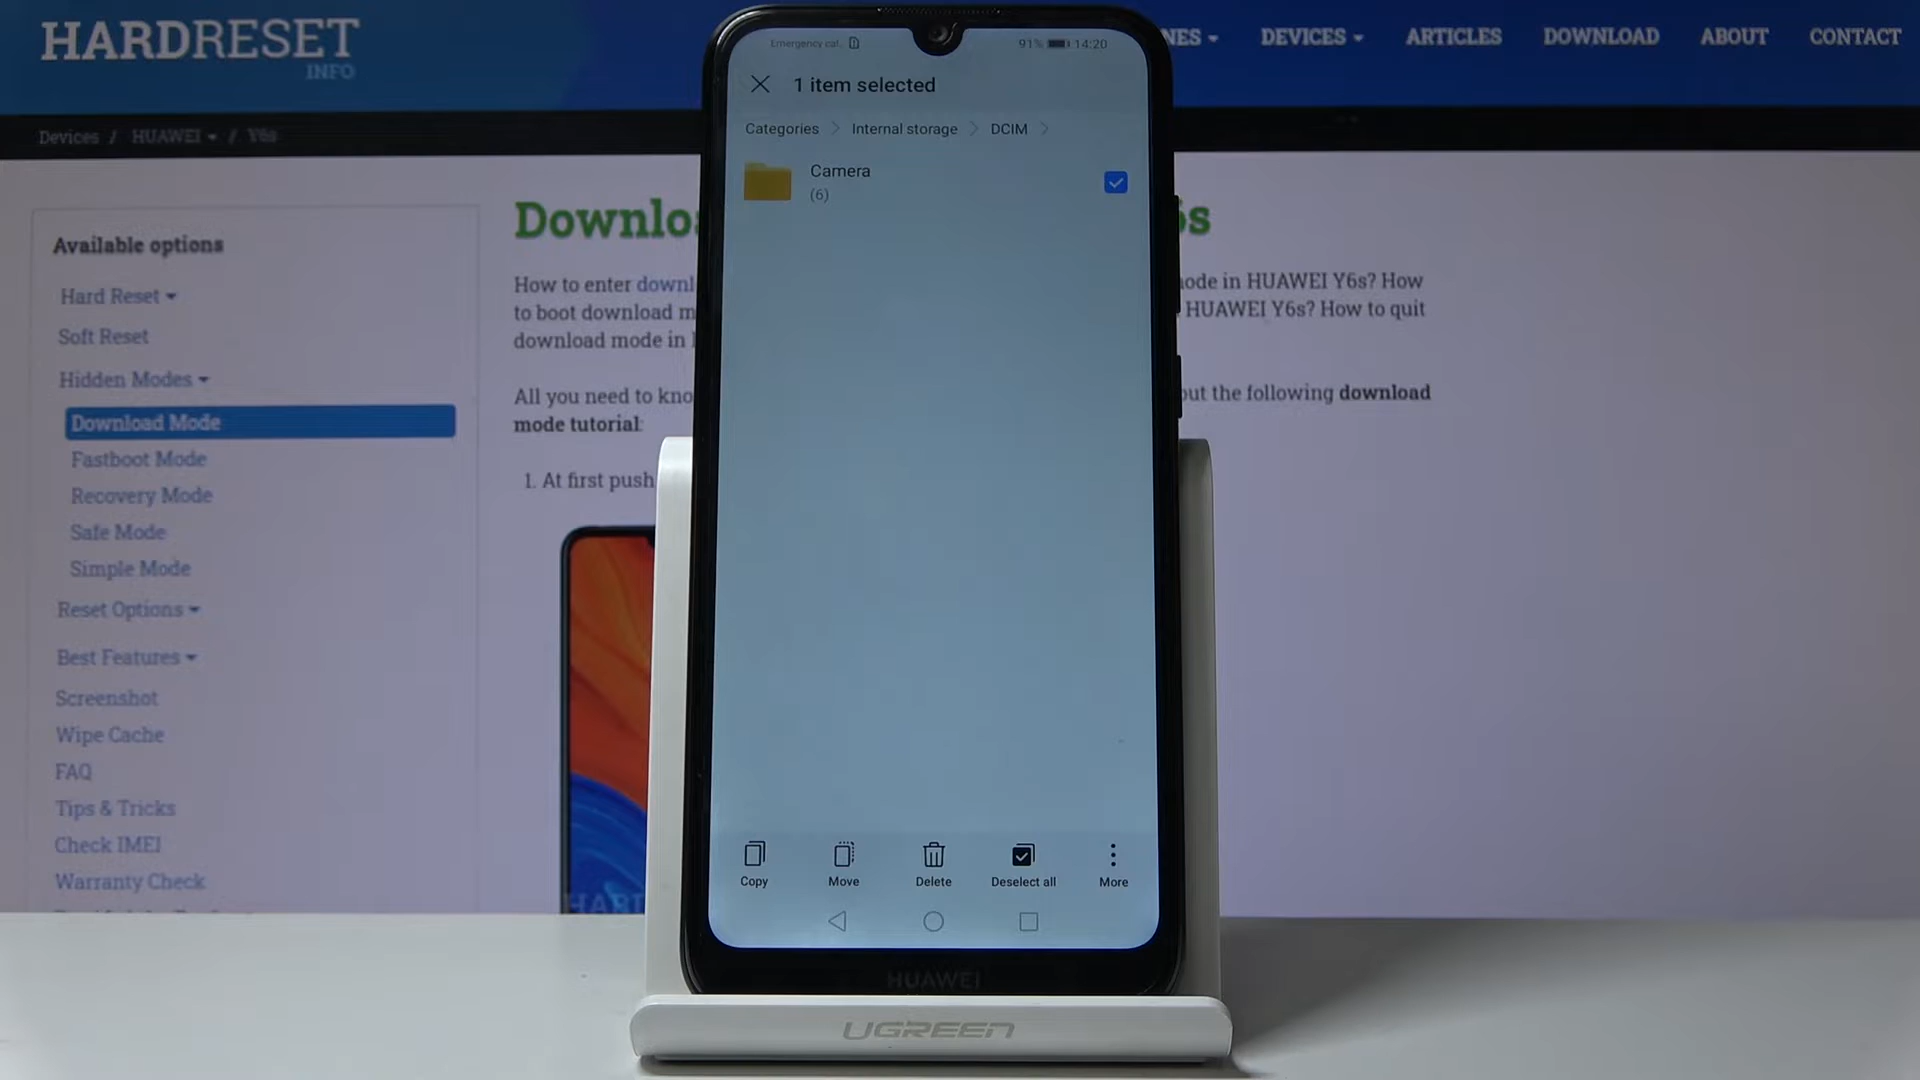 HARDRESET
INFO
NES
DEVICES
ARTICLES
DOWNLOAD
ABOUT
CONTACT
Devices / HUAWEI / Y6s
Available options
Hard Reset
Soft Reset
Hidden Modes
Download Mode
Fastboot Mode
Recovery Mode
Safe Mode
Simple Mode
Reset Options
Best Features
Screenshot
Wipe Cache
FAQ
Tips & Tricks
Check IMEI
Warranty Check
Downlo 6s
How to enter downl ode in HUAWEI Y6s? How
to boot download m HUAWEI Y6s? How to quit
download mode in
All you need to kno out the following download
mode tutorial:
1. At first push
HARD
Emergency cal.. 91% 14:20
1 item selected
Categories > Internal storage > DCIM >
Camera
(6)
Copy
Move
Delete
Deselect all
More
HUAWEI
UGREEN